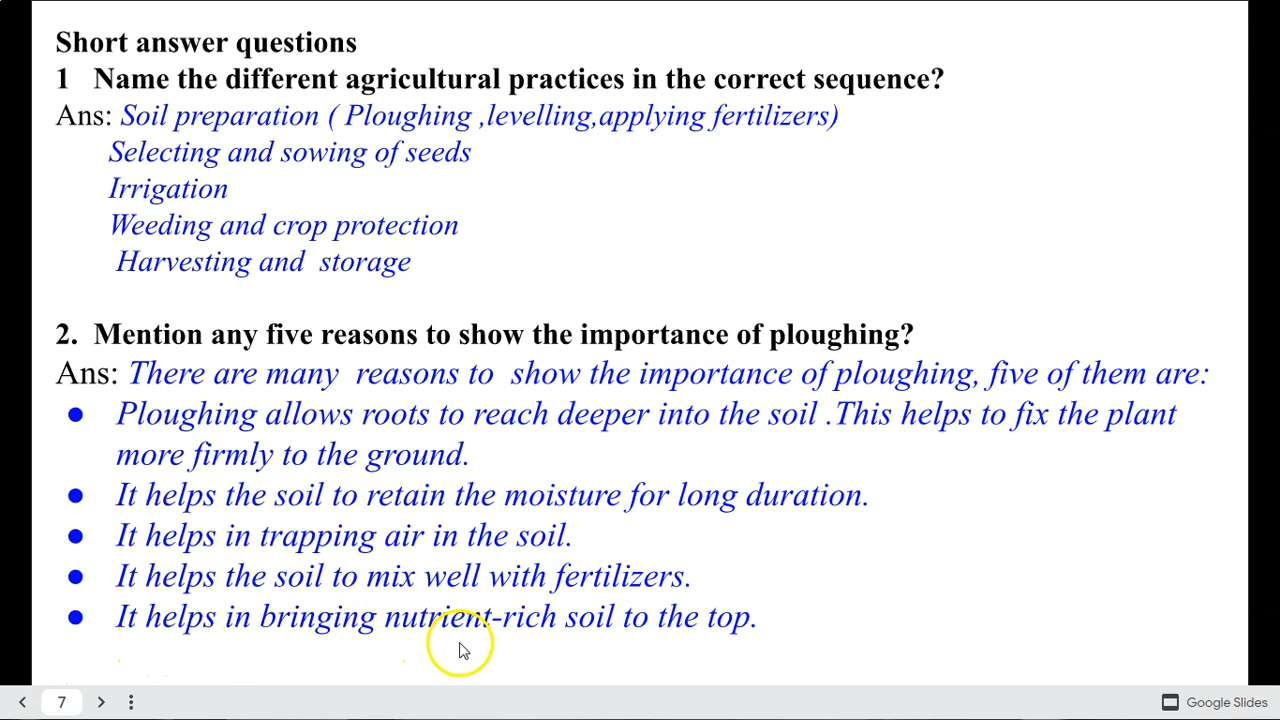 Short answer questions
1 Name the different agricultural practices in the correct sequence?
Ans: Soil preparation ( Ploughing ,levelling,applying fertilizers)
Selecting and sowing of seeds
Irrigation
Weeding and crop protection
Harvesting and storage
2. Mention any five reasons to show the importance of ploughing?
Ans: There are many reasons to show the importance of ploughing, five of them are:
● Ploughing allows roots to reach deeper into the soil .This helps to fix the plant
more firmly to the ground.
● It helps the soil to retain the moisture for long duration.
● It helps in trapping air in the soil.
● It helps the soil to mix well with fertilizers.
● It helps in bringing nutrient-rich soil to the top.
7
Google Slides